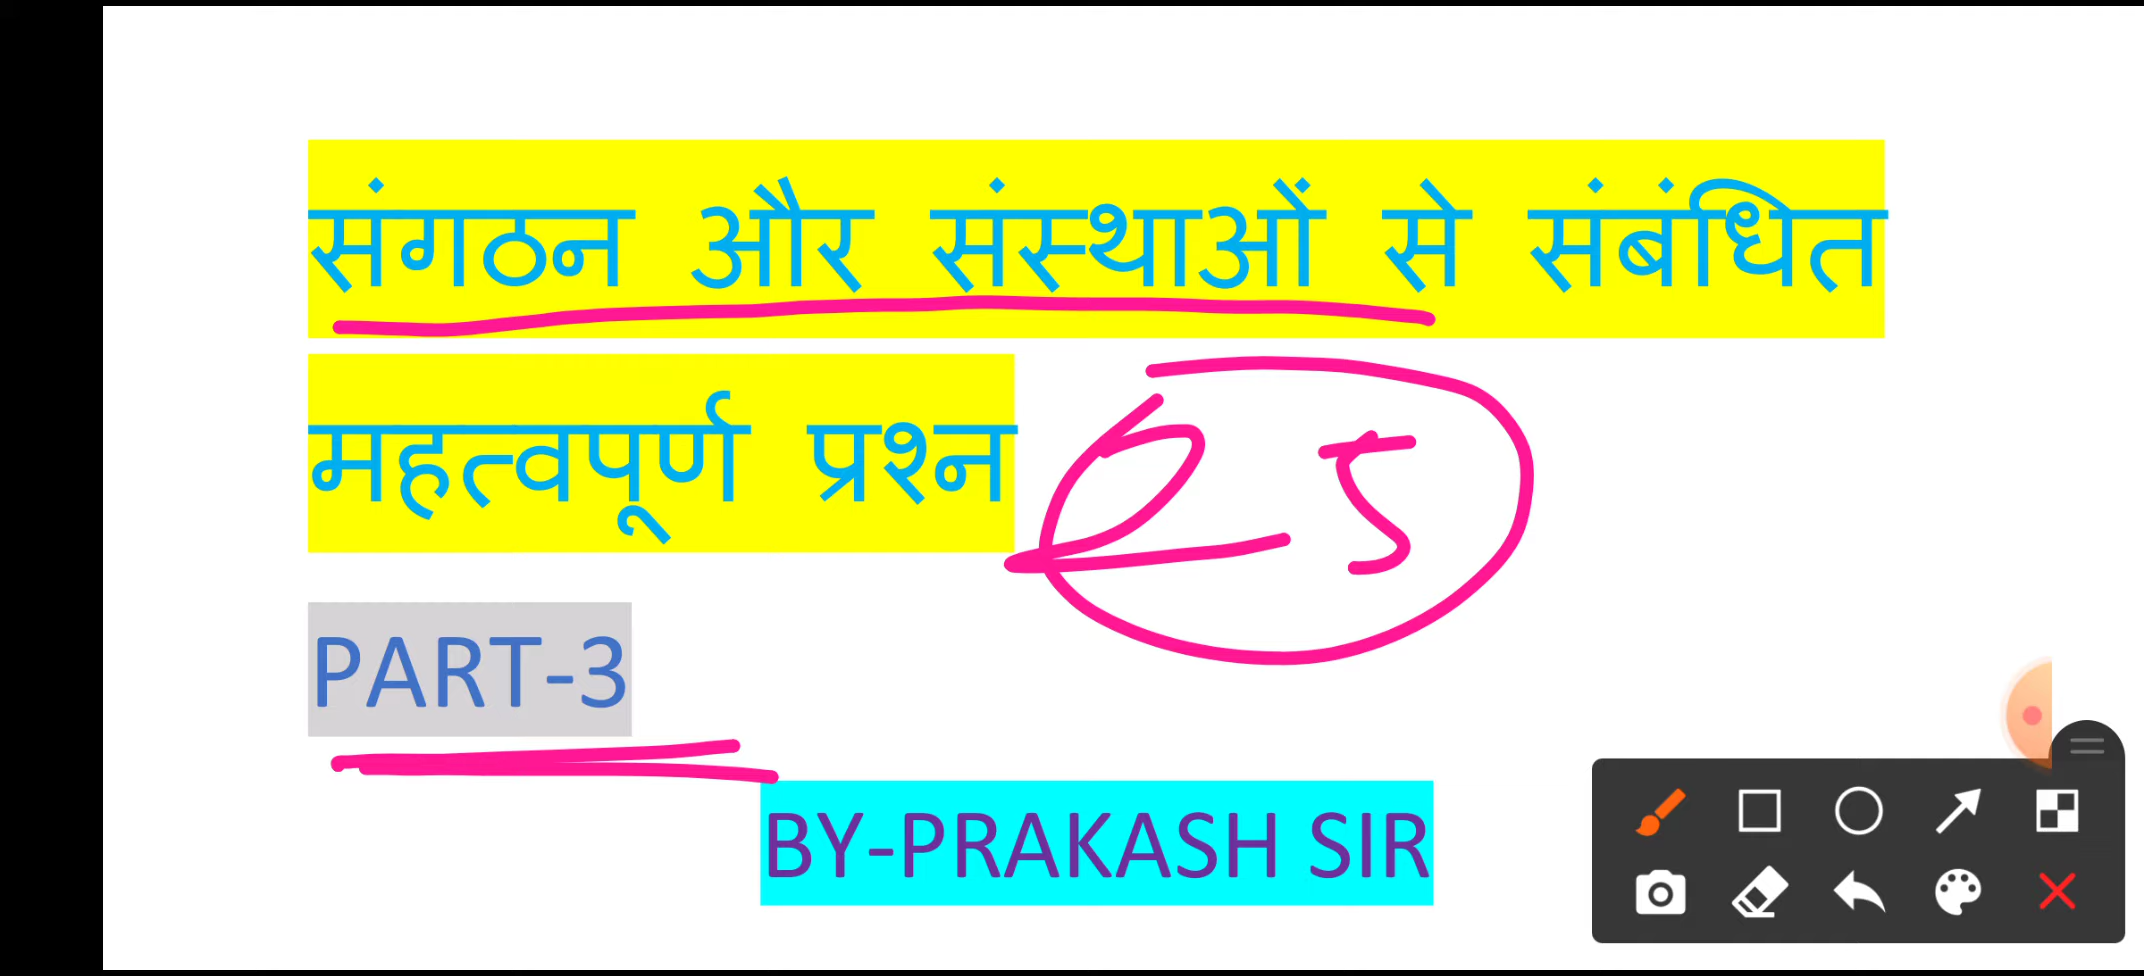 संगठन और संस्थाओं से संबंधित
महत्वपूर्ण प्रश्न 25
PART-3
BY-PRAKASH SIR